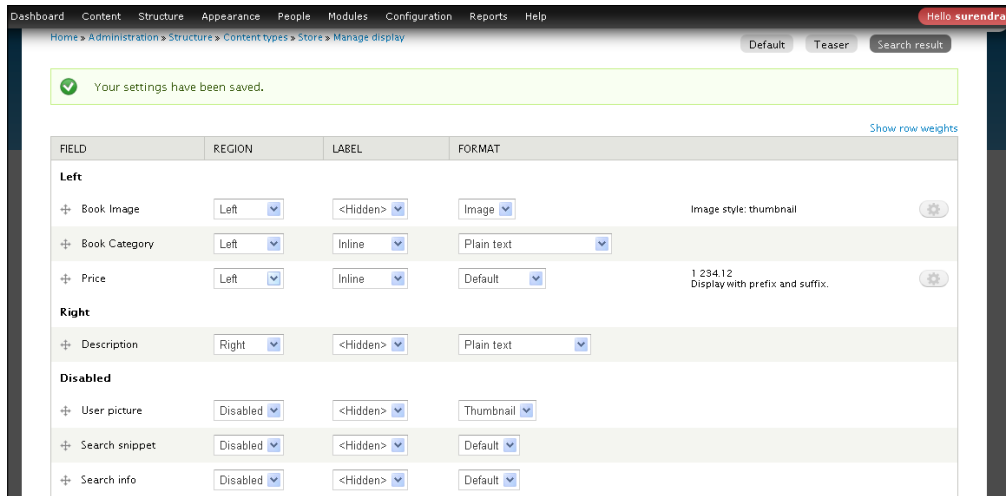 Dashboard Content Structure Appearance People Modules Configuration Reports Help Hello surendra
Home » Administration » Structure » Content types » Store » Manage display
Default Teaser Search result
Your settings have been saved.
Show row weights
FIELD REGION LABEL FORMAT
Left
Book Image Left <Hidden> Image Image style: thumbnail
Book Category Left Inline Plain text
Price Left Inline Default 1 234.12
Display with prefix and suffix.
Right
Description Right <Hidden> Plain text
Disabled
User picture Disabled <Hidden> Thumbnail
Search snippet Disabled <Hidden> Default
Search info Disabled <Hidden> Default